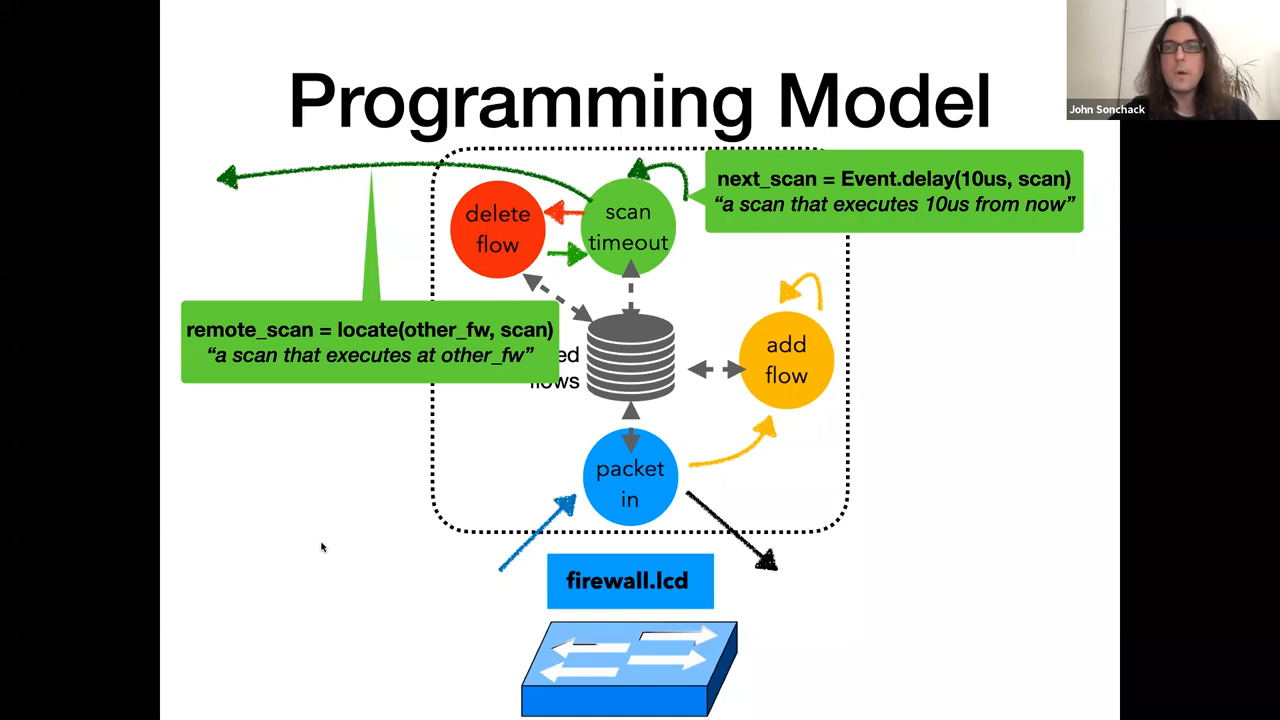 Programming Model
John Sonchack
next_scan = Event.delay(10us, scan)
“a scan that executes 10us from now”
delete
flow
scan
timeout
remote_scan = locate(other_fw, scan)
“a scan that executes at other_fw”
add
flow
packet
in
firewall.lcd